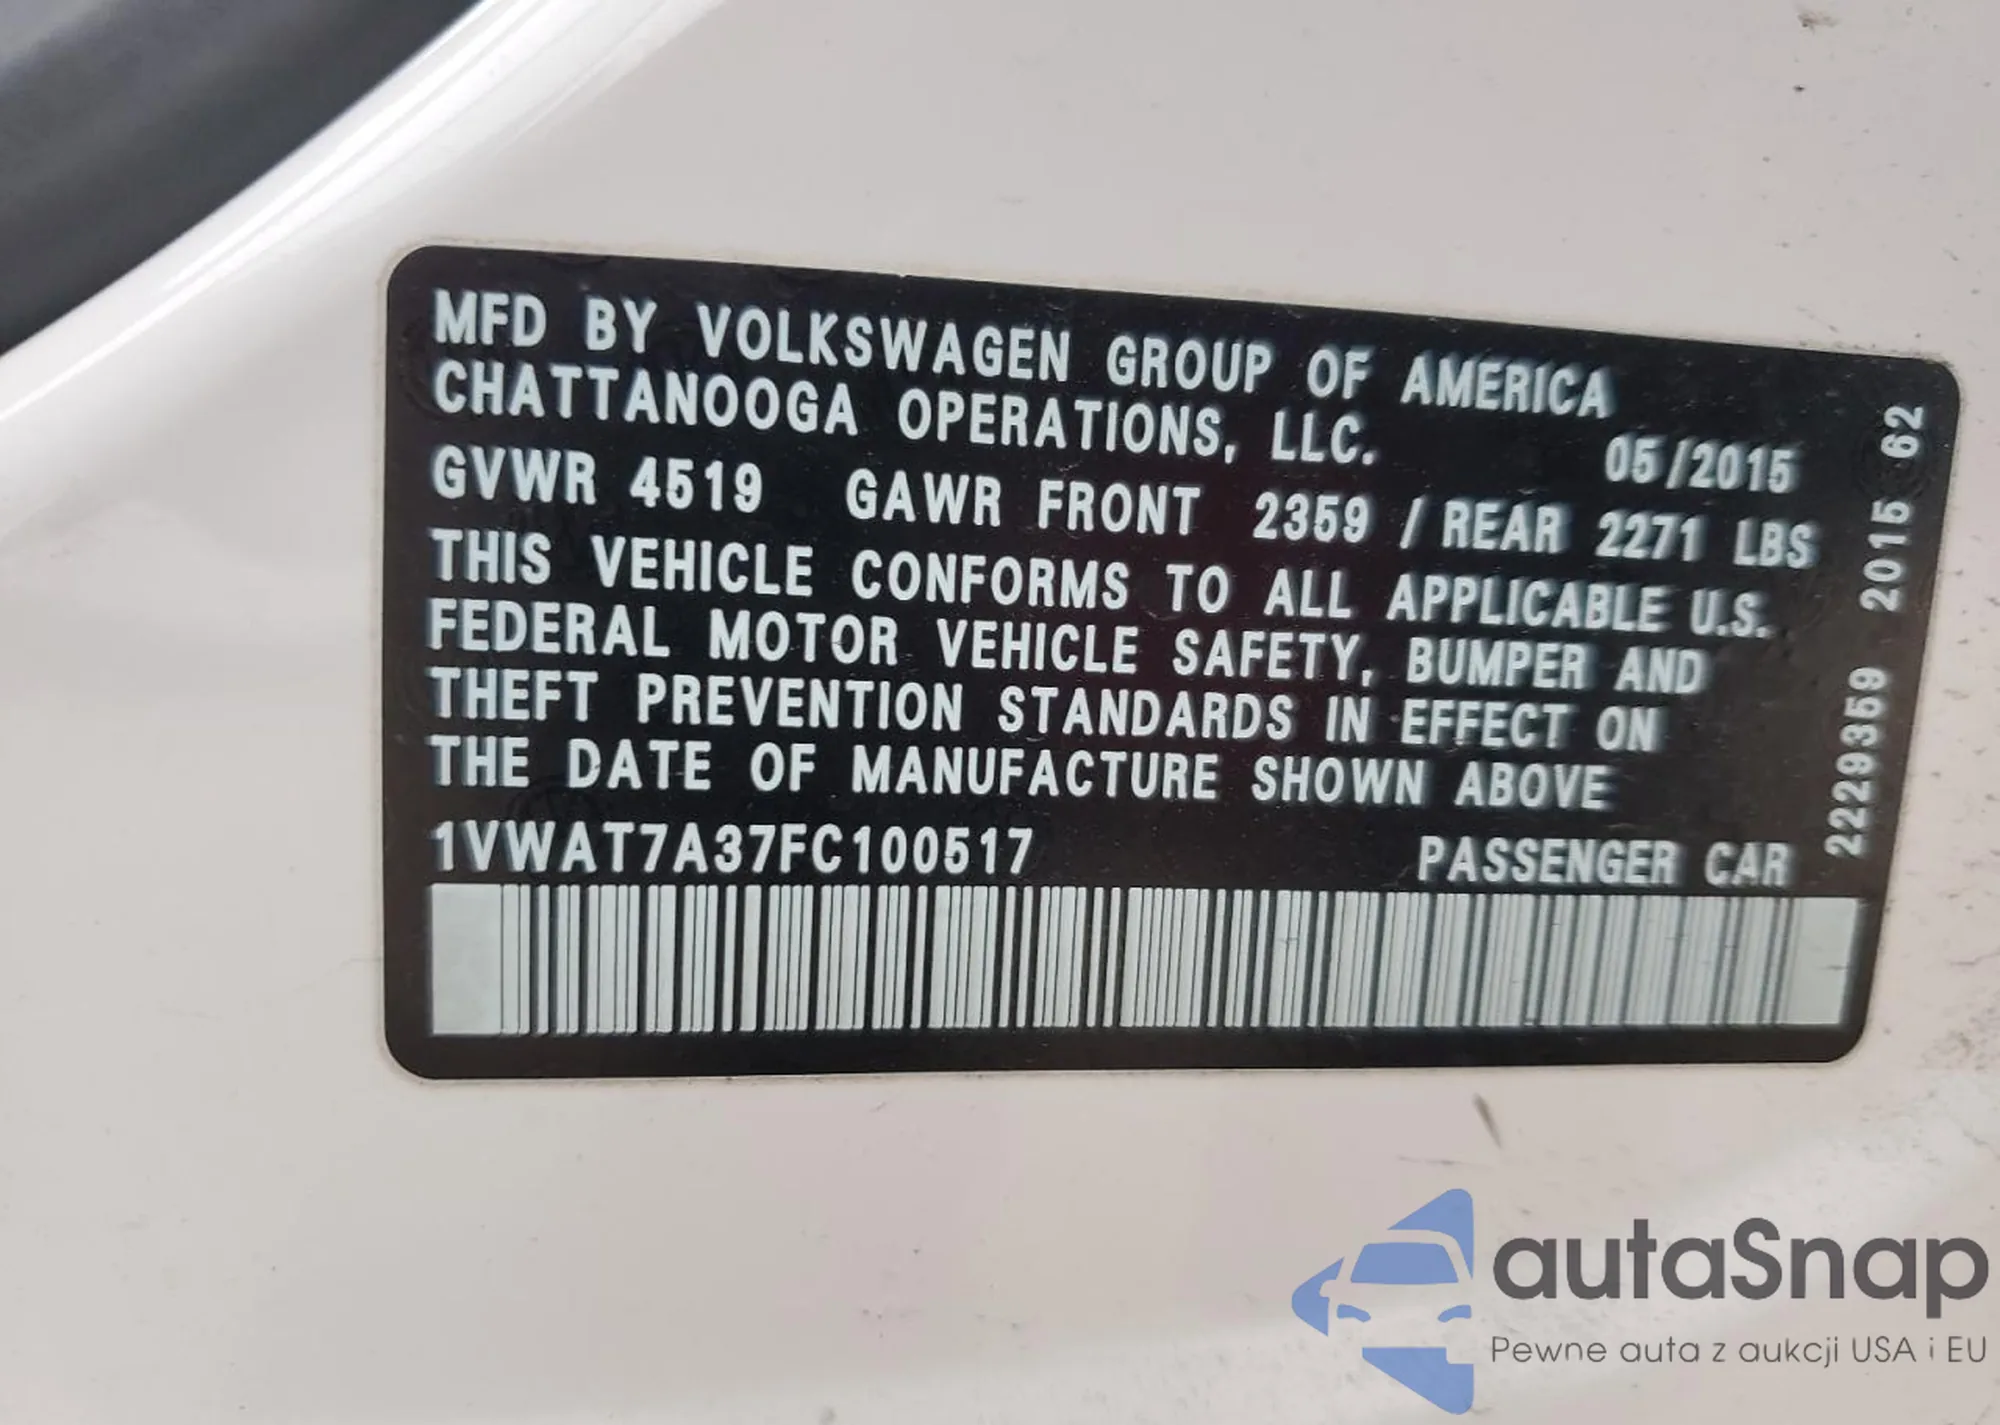 MFD BY VOLKSWAGEN GROUP OF AMERICA
CHATTANOOGA OPERATIONS, LLC.
05/2015
GVWR 4519 GAWR FRONT 2359 / REAR 2271 LBS
THIS VEHICLE CONFORMS TO ALL APPLICABLE U.S.
FEDERAL MOTOR VEHICLE SAFETY, BUMPER AND
THEFT PREVENTION STANDARDS IN EFFECT ON
THE DATE OF MANUFACTURE SHOWN ABOVE
1VWAT7A37FC100517 PASSENGER CAR
2229359 2015 62
autaSnap
Pewne auta z aukcji USA i EU